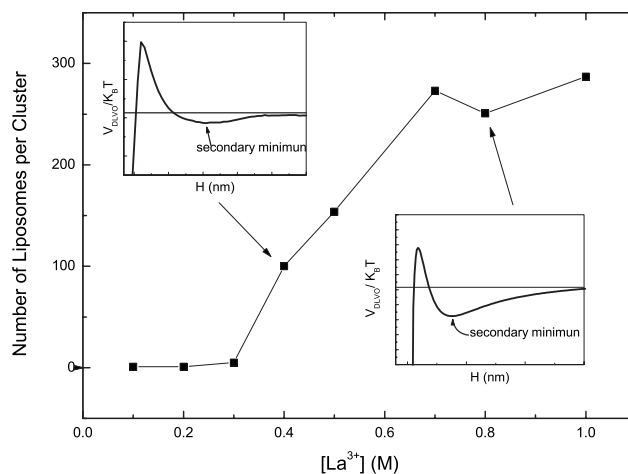 Number of Liposomes per Cluster
300
200
100
0
0.0 0.2 0.4 0.6 0.8 1.0
[La³⁺] (M)
V_DLVO/K_BT
secondary minimun
H (nm)
V_DLVO/ K_BT
secondary minimun
H (nm)